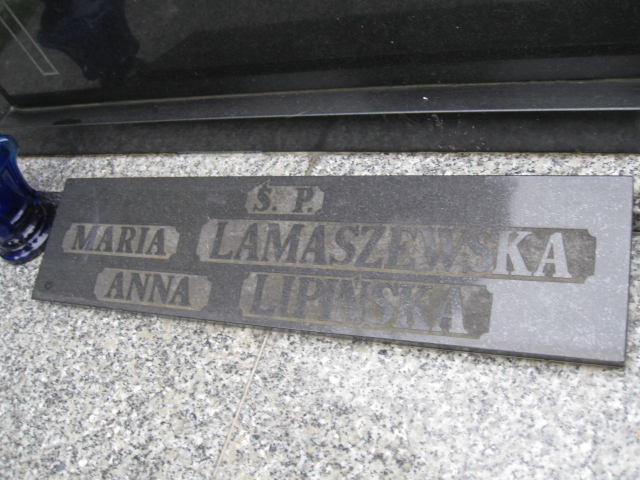 Ś. P.
MARIA LAMASZEWSKA
ANNA LIPIŃSKA